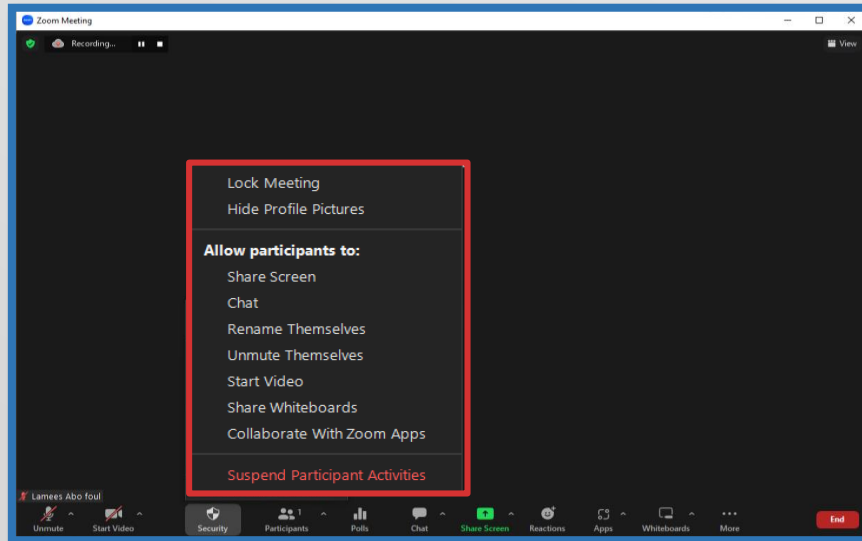 Zoom Meeting
Recording...
View
Lock Meeting
Hide Profile Pictures
Allow participants to:
Share Screen
Chat
Rename Themselves
Unmute Themselves
Start Video
Share Whiteboards
Collaborate With Zoom Apps
Suspend Participant Activities
Lamees Abo foul
Unmute Start Video Security Participants 1 Polls Chat Share Screen Reactions Apps Whiteboards More End